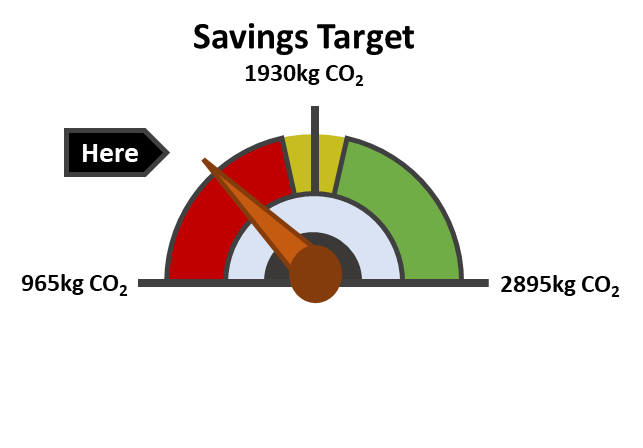 Savings Target
1930kg CO₂
Here
965kg CO₂
2895kg CO₂